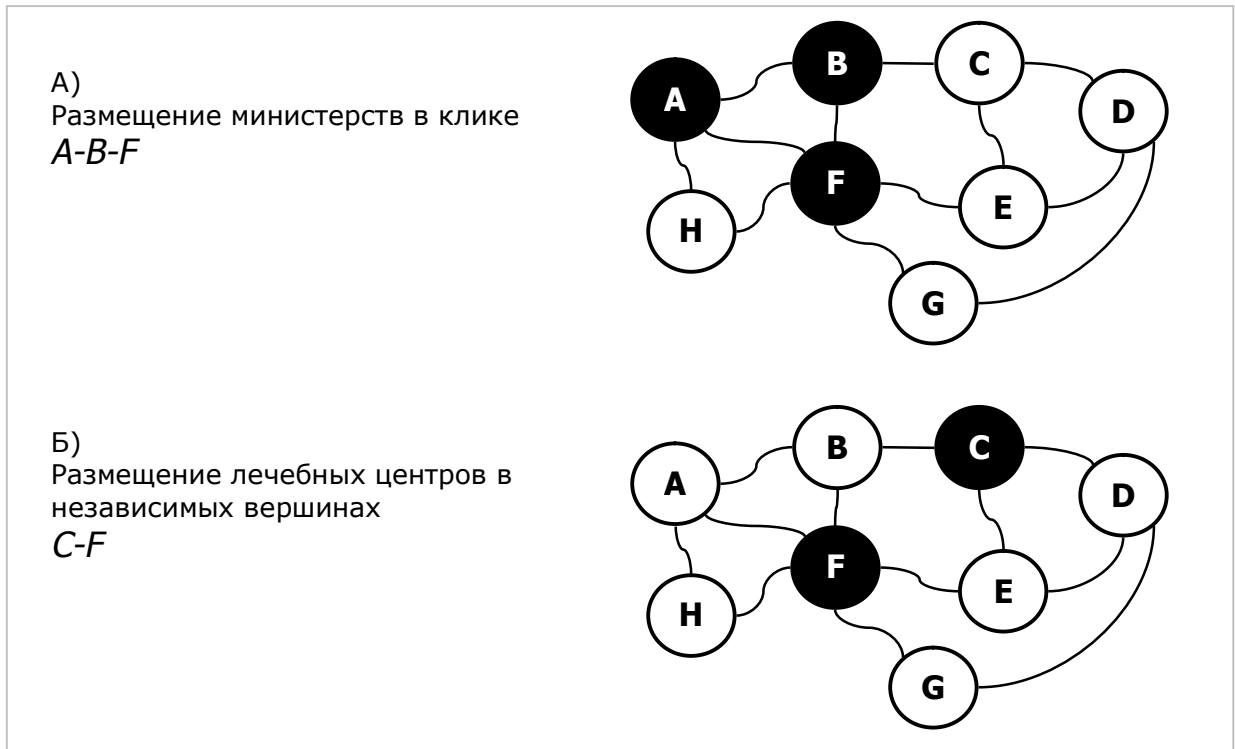 А)
Размещение министерств в клике
A-B-F
A
B
C
D
F
E
H
G
Б)
Размещение лечебных центров в
независимых вершинах
C-F
A
B
C
D
F
E
H
G